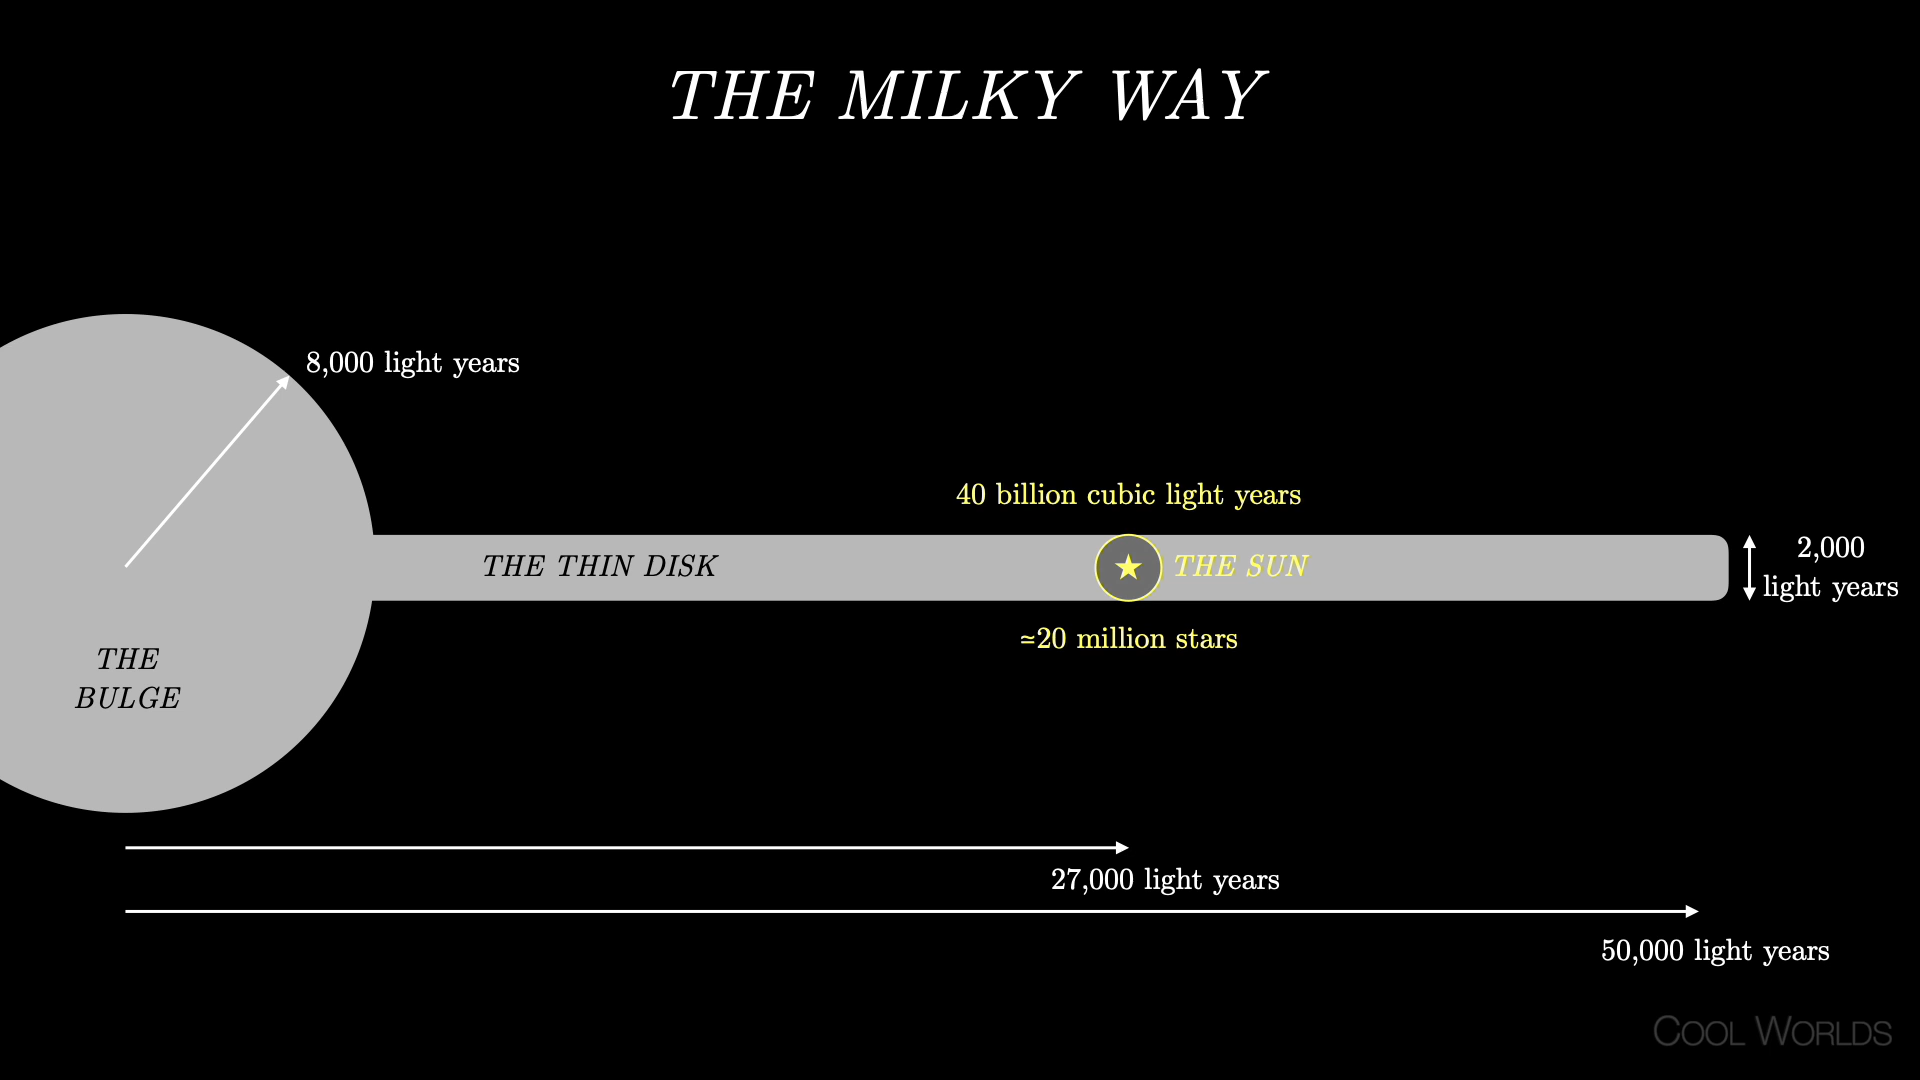 THE MILKY WAY
8,000 light years
40 billion cubic light years
THE THIN DISK
THE SUN
2,000
light years
≃20 million stars
THE
BULGE
27,000 light years
50,000 light years
COOL WORLDS